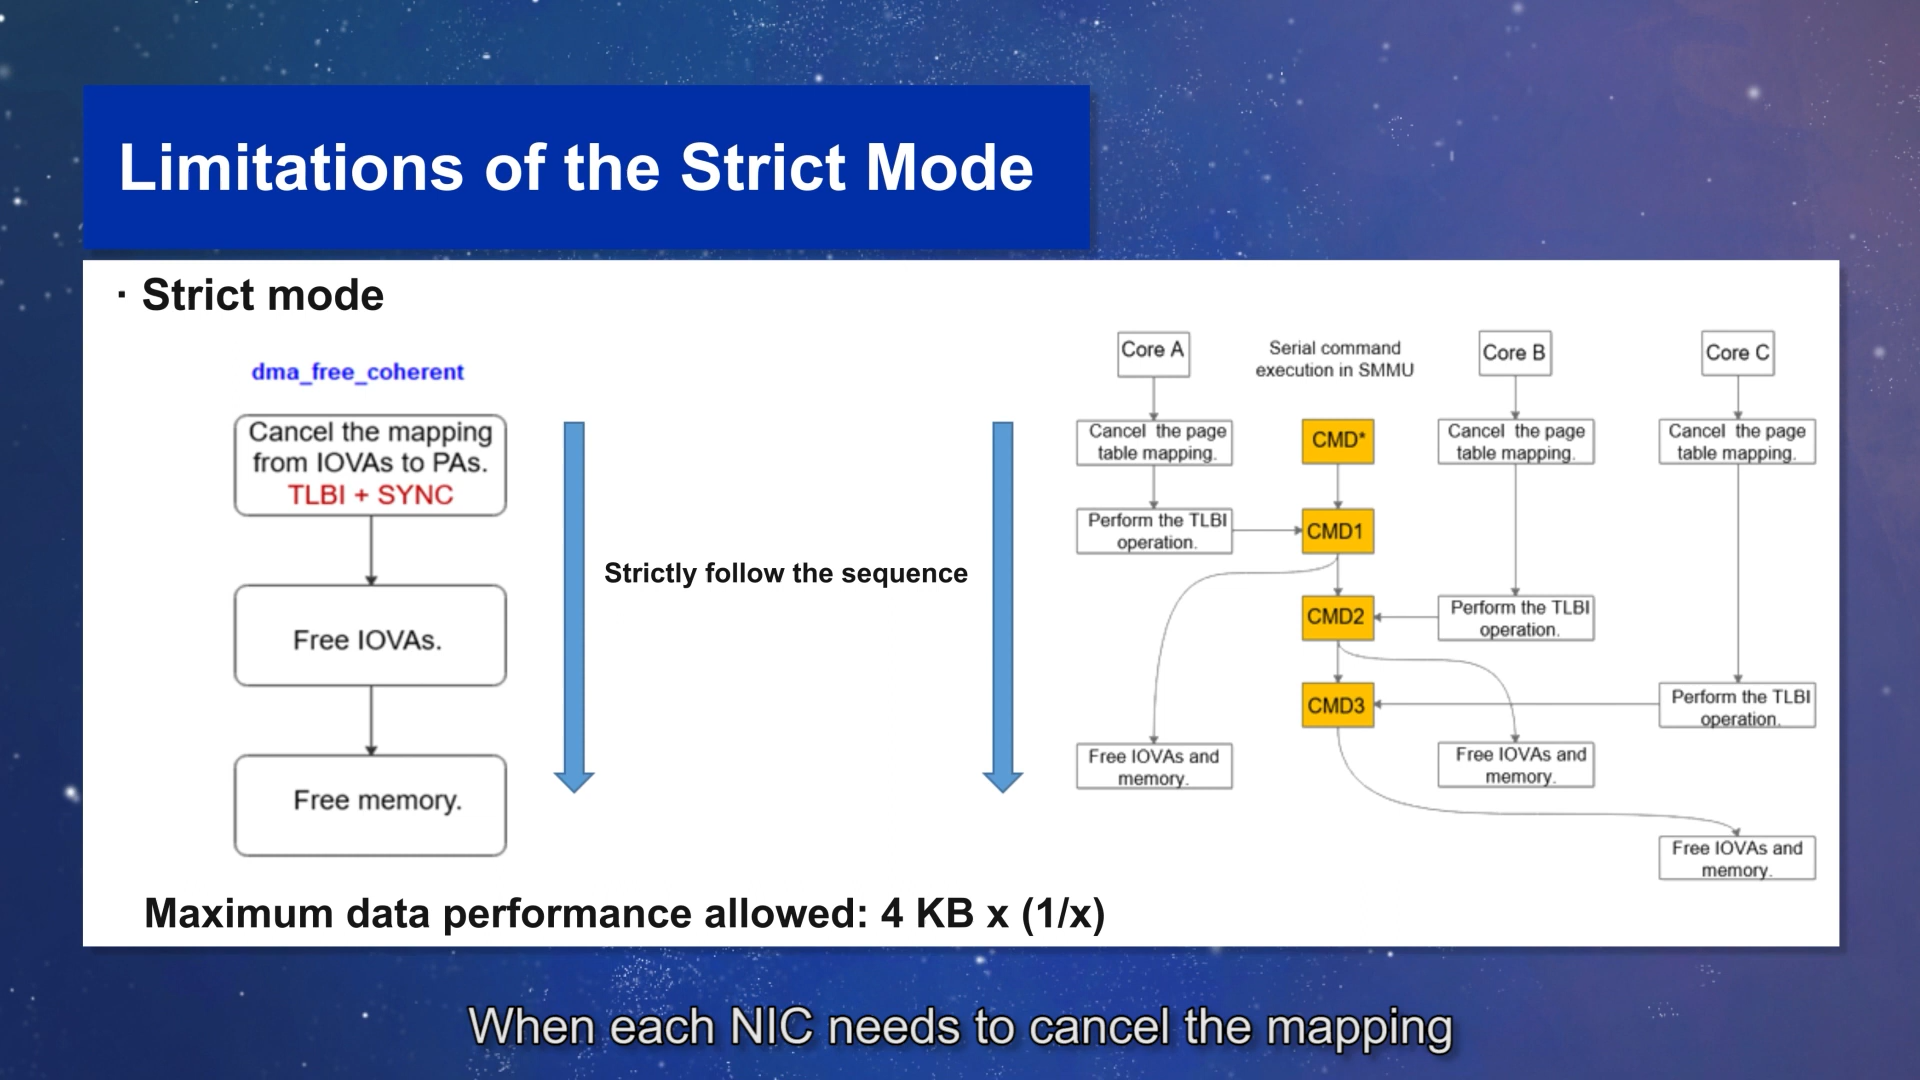 Limitations of the Strict Mode
· Strict mode
dma_free_coherent
Cancel the mapping
from IOVAs to PAs.
TLBI + SYNC
Free IOVAs.
Free memory.
Strictly follow the sequence
Core A
Cancel the page
table mapping.
Perform the TLBI
operation.
Free IOVAs and
memory.
Serial command
execution in SMMU
CMD*
CMD1
CMD2
CMD3
Core B
Cancel the page
table mapping.
Perform the TLBI
operation.
Free IOVAs and
memory.
Core C
Cancel the page
table mapping.
Perform the TLBI
operation.
Free IOVAs and
memory.
Maximum data performance allowed: 4 KB x (1/x)
When each NIC needs to cancel the mapping